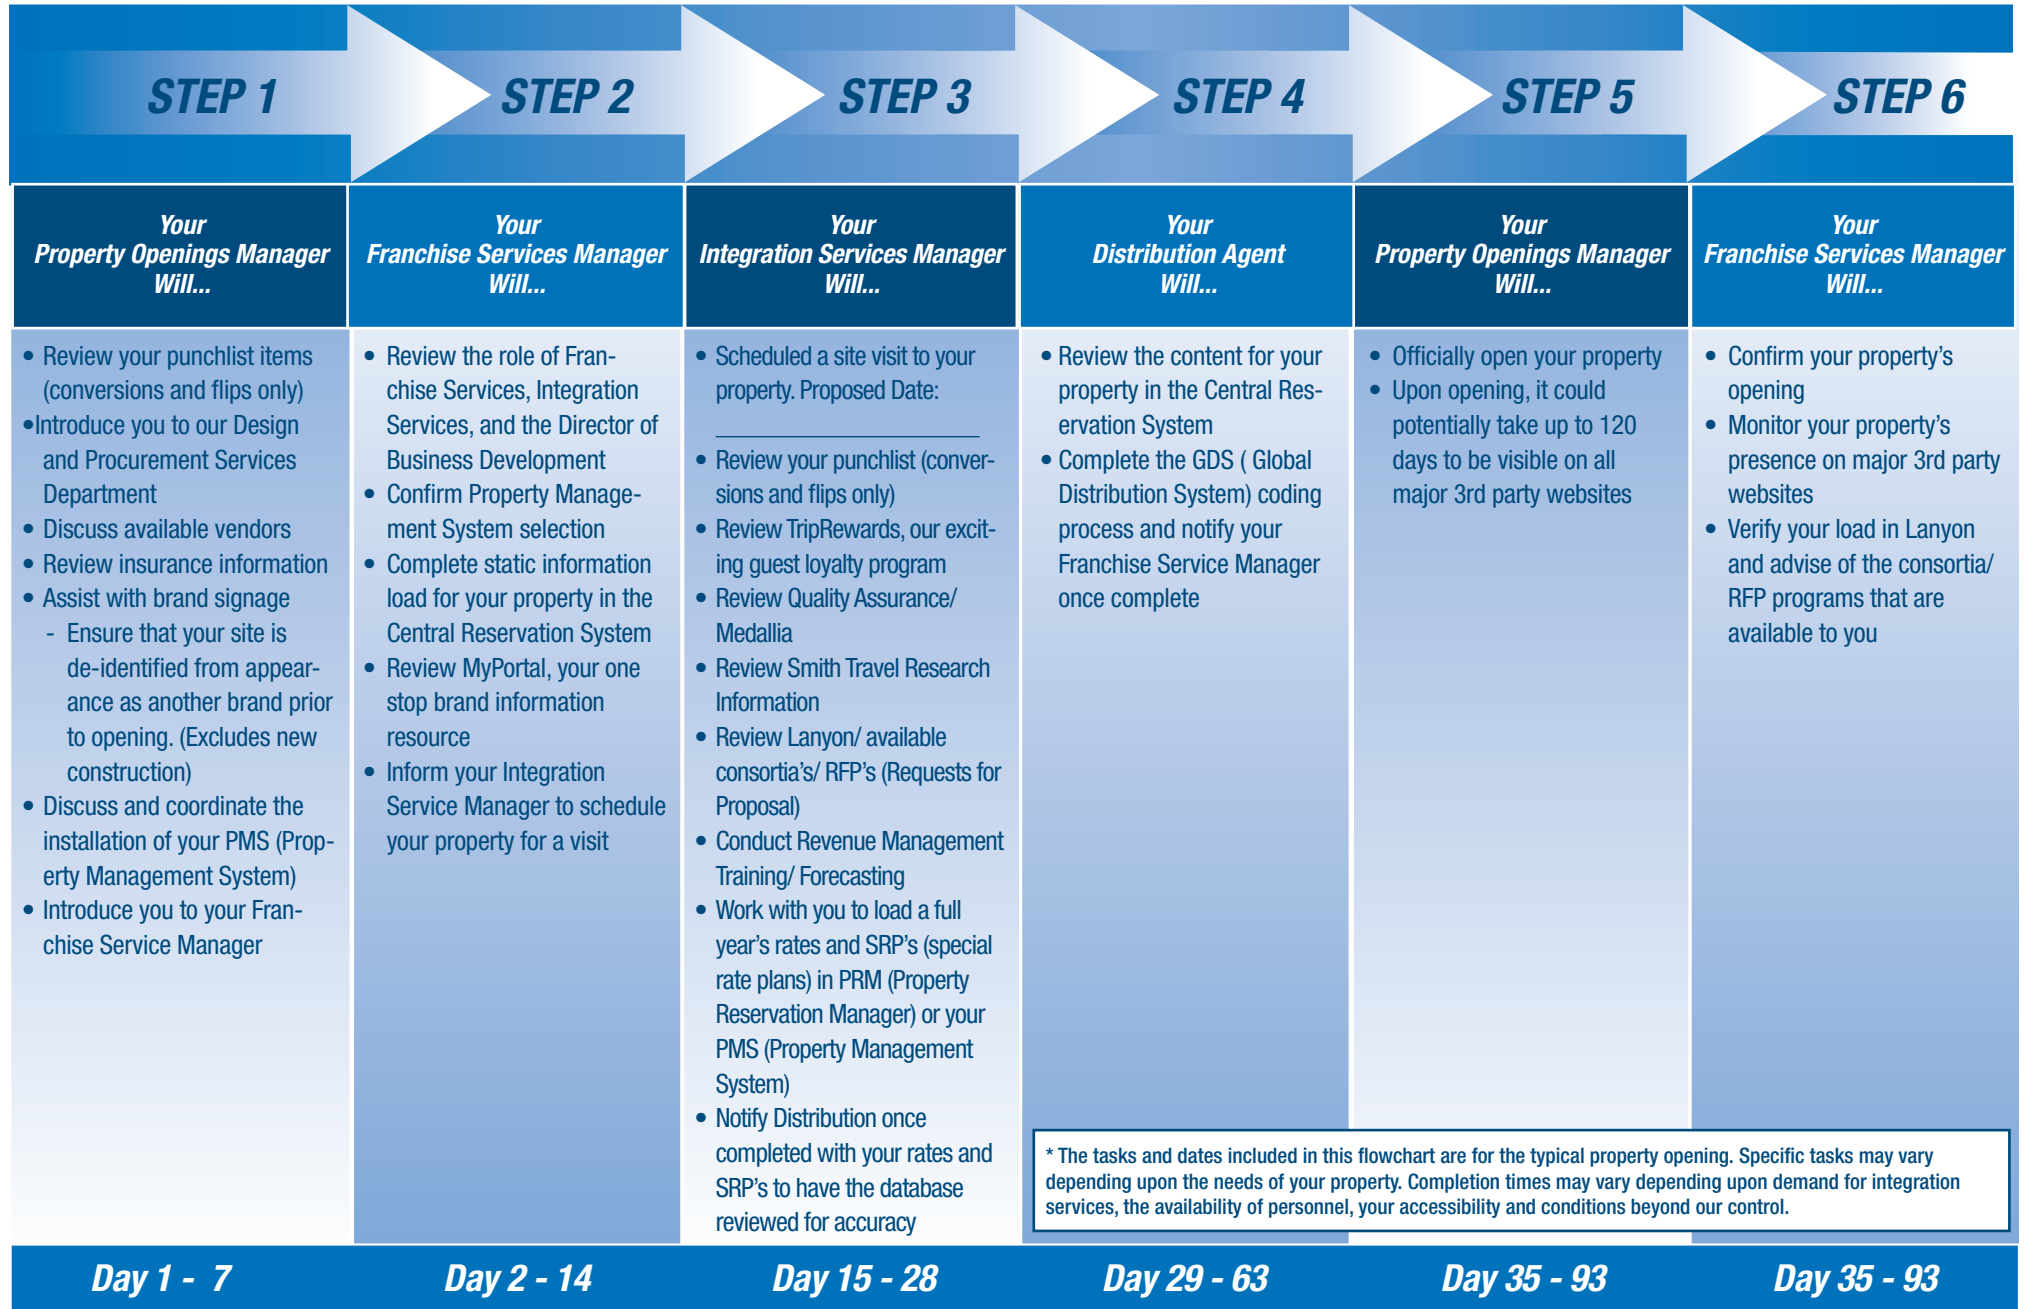 STEP 1
STEP 2
STEP 3
STEP 4
STEP 5
STEP 6
Your
Property Openings Manager
Will...
Your
Franchise Services Manager
Will...
Your
Integration Services Manager
Will...
Your
Distribution Agent
Will...
Your
Property Openings Manager
Will...
Your
Franchise Services Manager
Will...
• Review your punchlist items
(conversions and flips only)
•Introduce you to our Design
and Procurement Services
Department
• Discuss available vendors
• Review insurance information
• Assist with brand signage
- Ensure that your site is
de-identified from appear-
ance as another brand prior
to opening. (Excludes new
construction)
• Discuss and coordinate the
installation of your PMS (Prop-
erty Management System)
• Introduce you to your Fran-
chise Service Manager
• Review the role of Fran-
chise Services, Integration
Services, and the Director of
Business Development
• Confirm Property Manage-
ment System selection
• Complete static information
load for your property in the
Central Reservation System
• Review MyPortal, your one
stop brand information
resource
• Inform your Integration
Service Manager to schedule
your property for a visit
• Scheduled a site visit to your
property. Proposed Date:
____________________
• Review your punchlist (conver-
sions and flips only)
• Review TripRewards, our excit-
ing guest loyalty program
• Review Quality Assurance/
Medallia
• Review Smith Travel Research
Information
• Review Lanyon/ available
consortia's/ RFP's (Requests for
Proposal)
• Conduct Revenue Management
Training/ Forecasting
• Work with you to load a full
year's rates and SRP's (special
rate plans) in PRM (Property
Reservation Manager) or your
PMS (Property Management
System)
• Notify Distribution once
completed with your rates and
SRP's to have the database
reviewed for accuracy
• Review the content for your
property in the Central Res-
ervation System
• Complete the GDS ( Global
Distribution System) coding
process and notify your
Franchise Service Manager
once complete
• Officially open your property
• Upon opening, it could
potentially take up to 120
days to be visible on all
major 3rd party websites
• Confirm your property's
opening
• Monitor your property's
presence on major 3rd party
websites
• Verify your load in Lanyon
and advise of the consortia/
RFP programs that are
available to you
* The tasks and dates included in this flowchart are for the typical property opening. Specific tasks may vary
depending upon the needs of your property. Completion times may vary depending upon demand for integration
services, the availability of personnel, your accessibility and conditions beyond our control.
Day 1 - 7
Day 2 - 14
Day 15 - 28
Day 29 - 63
Day 35 - 93
Day 35 - 93